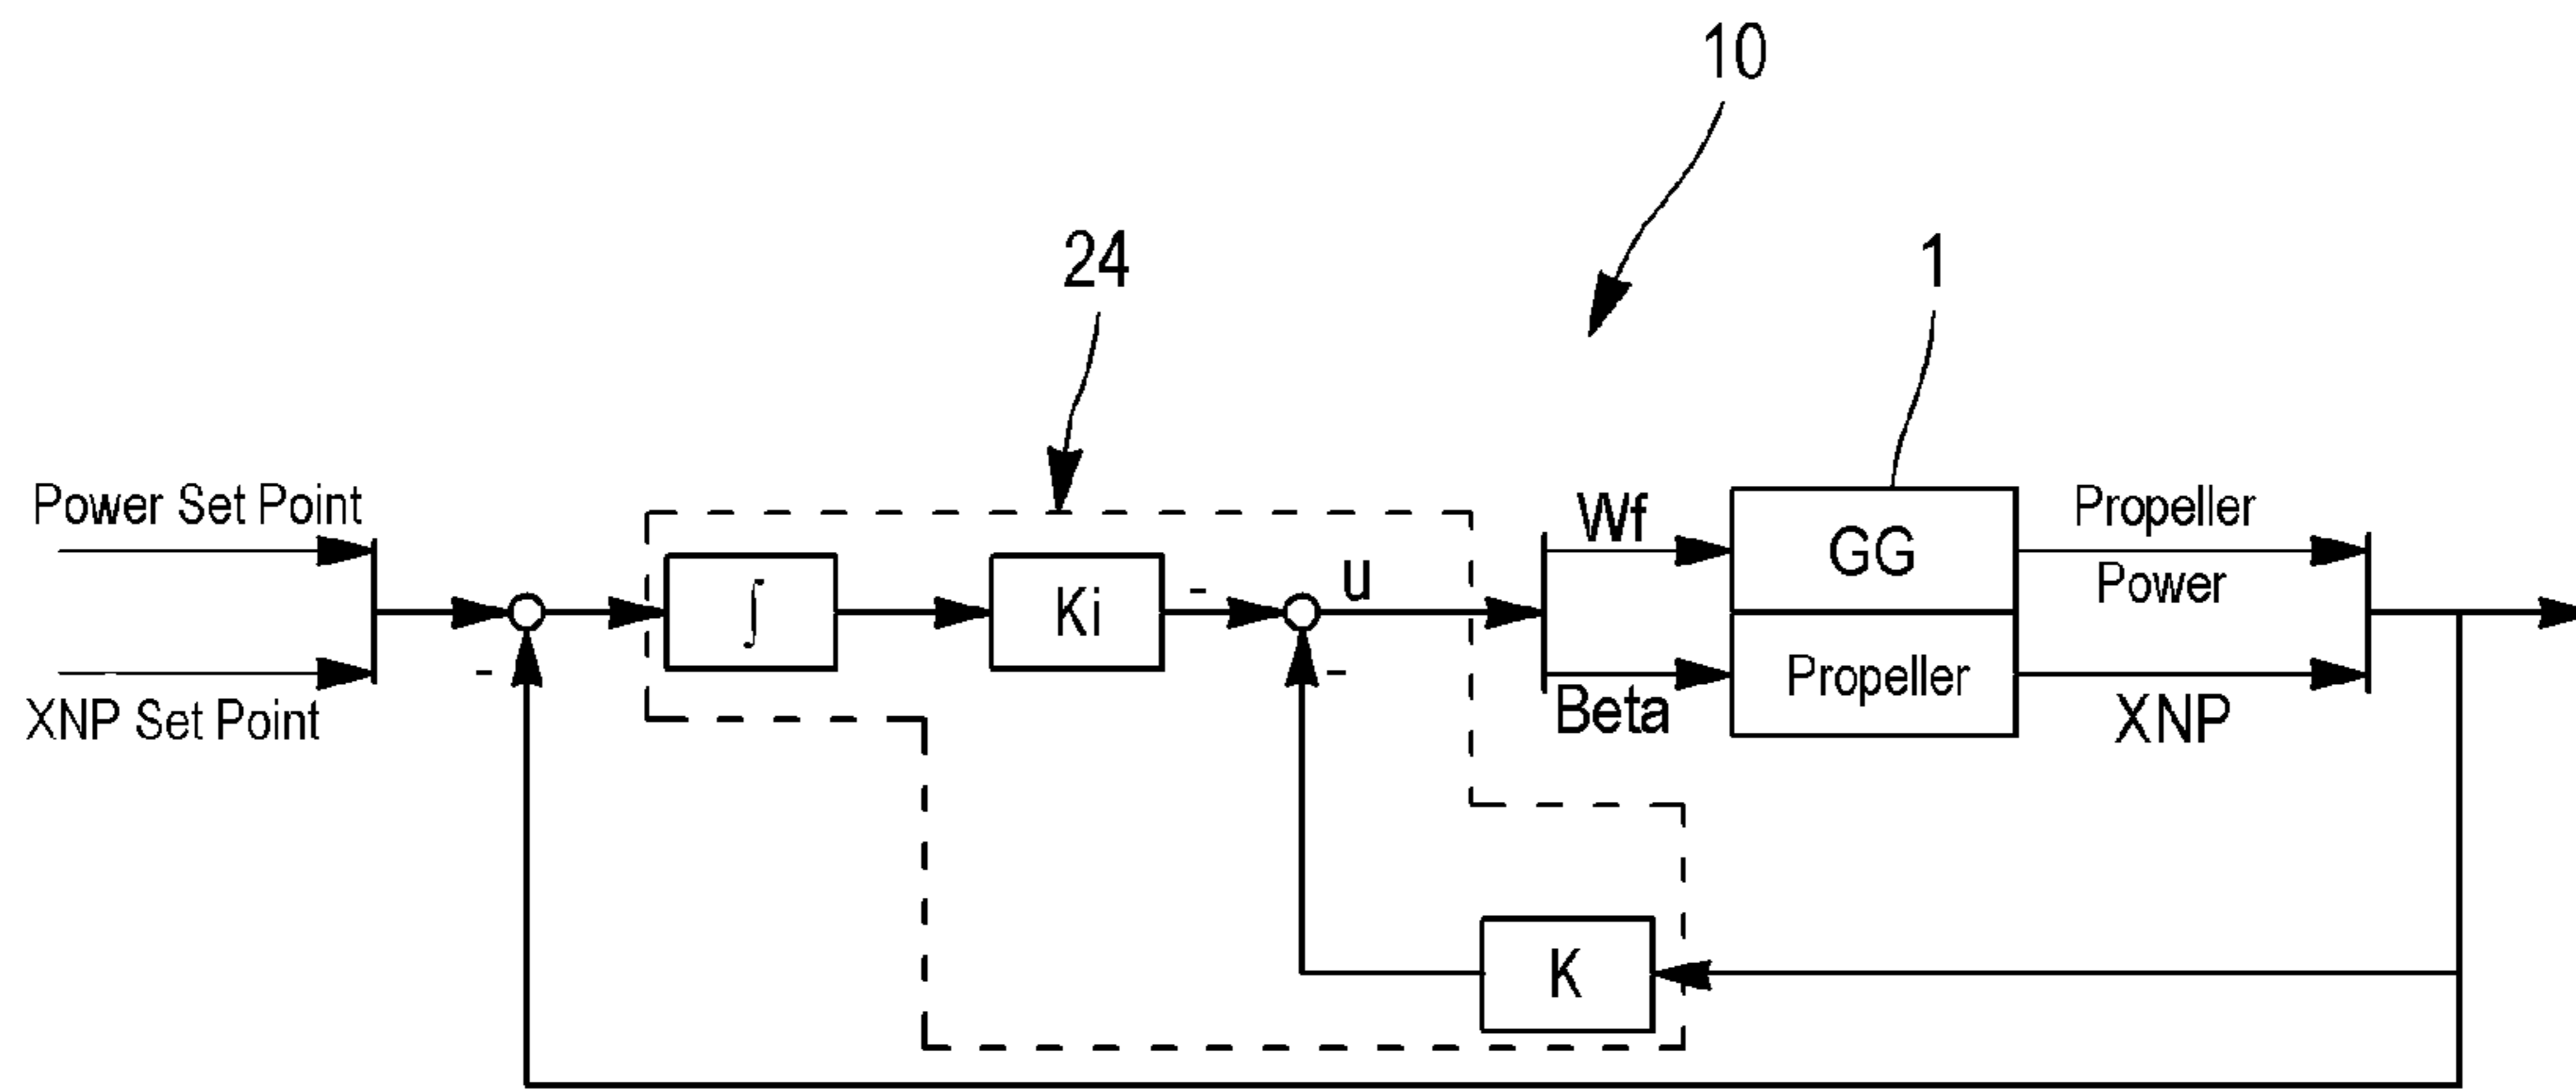 10
24
1
Power Set Point
XNP Set Point
-
∫
Ki
-
u
-
Wf
Beta
GG
Propeller
Propeller
Power
XNP
K